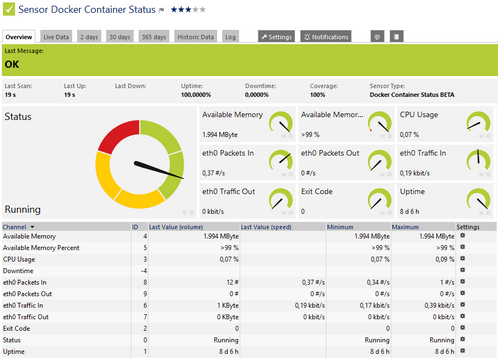 Sensor Docker Container Status
Overview Live Data 2 days 30 days 365 days Historic Data Log Settings Notifications
Last Message:
OK
Last Scan: Last Up: Last Down: Uptime: Downtime: Coverage: Sensor Type:
19 s 19 s 100,0000% 0,0000% 100% Docker Container Status BETA
Status
Running
Available Memory
1.994 MByte
Available Memor...
>99 %
CPU Usage
0,07 %
eth0 Packets In
0,37 #/s
eth0 Packets Out
0 #/s
eth0 Traffic In
0,19 kbit/s
eth0 Traffic Out
0 kbit/s
Exit Code
0
Uptime
8 d 6 h
Channel ID Last Value (volume) Last Value (speed) Minimum Maximum Settings
Available Memory 4 1.994 MByte 1.994 MByte 1.994 MByte
Available Memory Percent 5 >99 % >99 % >99 %
CPU Usage 3 0,07 % 0,07 % 0,09 %
Downtime -4
eth0 Packets In 8 12 # 0,37 #/s 0,34 #/s 1 #/s
eth0 Packets Out 9 0 # 0 #/s 0 #/s 0 #/s
eth0 Traffic In 6 1 KByte 0,19 kbit/s 0,17 kbit/s 0,39 kbit/s
eth0 Traffic Out 7 0 KByte 0 kbit/s 0 kbit/s 0 kbit/s
Exit Code 2 0 0 0
Status 0 Running Running Running
Uptime 1 8 d 6 h 8 d 6 h 8 d 6 h